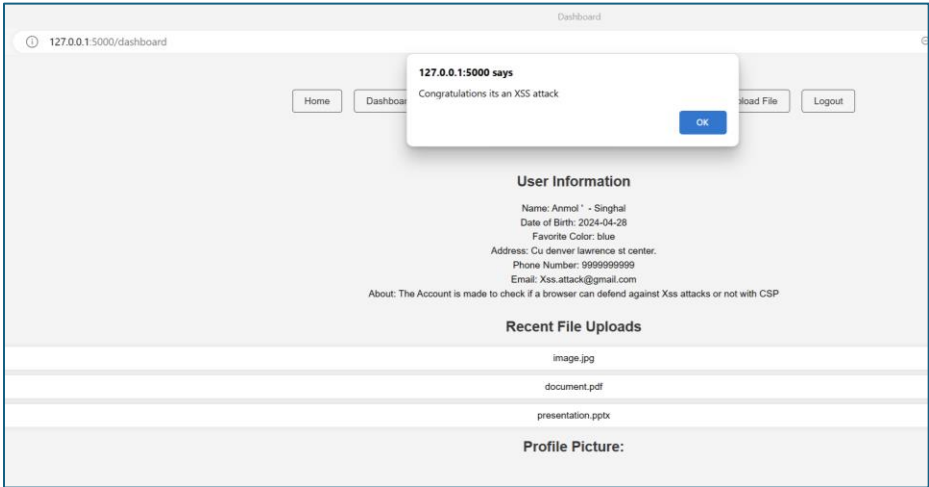 Dashboard
127.0.0.1:5000/dashboard
127.0.0.1:5000 says
Congratulations its an XSS attack
OK
Home Logout
User Information
Name: Anmol ' - Singhal
Date of Birth: 2024-04-28
Favorite Color: blue
Address: Cu denver lawrence st center.
Phone Number: 9999999999
Email: Xss.attack@gmail.com
About: The Account is made to check if a browser can defend against Xss attacks or not with CSP
Recent File Uploads
image.jpg
document.pdf
presentation.pptx
Profile Picture: